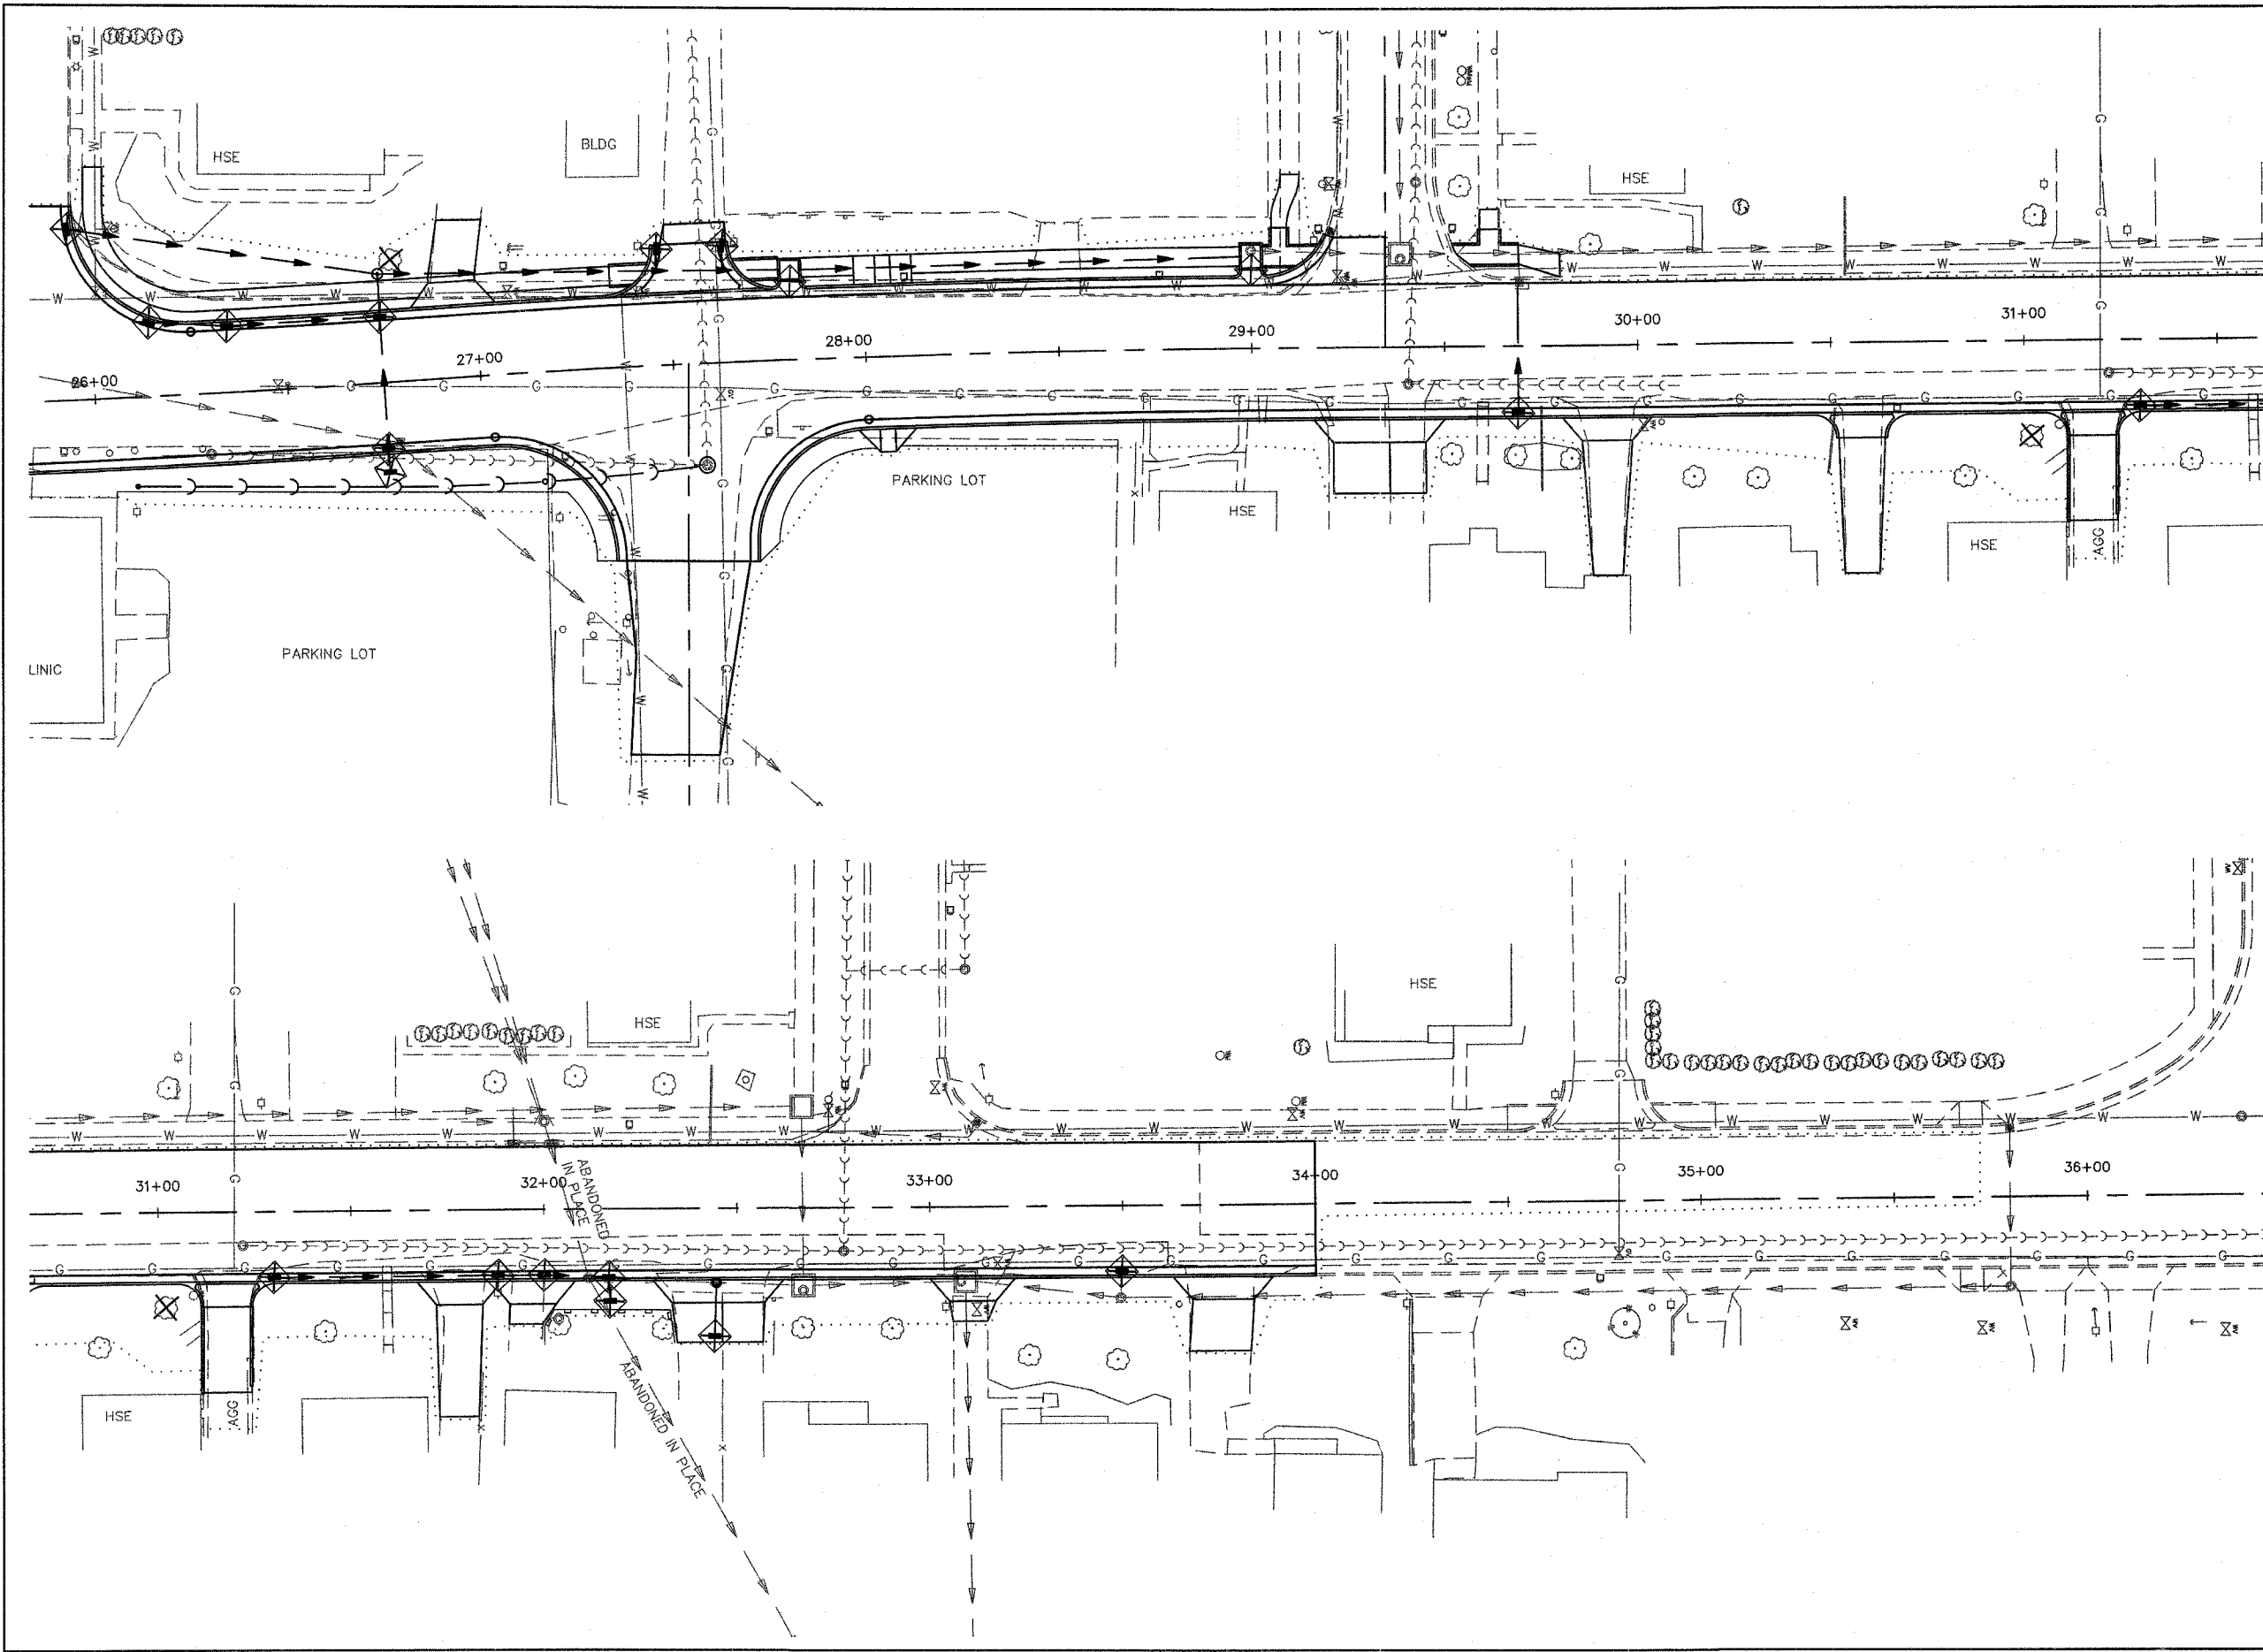 HSE
BLDG
HSE
26+00
27+00
28+00
29+00
30+00
31+00
PARKING LOT
HSE
HSE
AGG
LINIC
PARKING LOT
HSE
HSE
31+00
32+00
33+00
34+00
35+00
36+00
ABANDONED
IN PLACE
HSE
AGG
ABANDONED IN PLACE